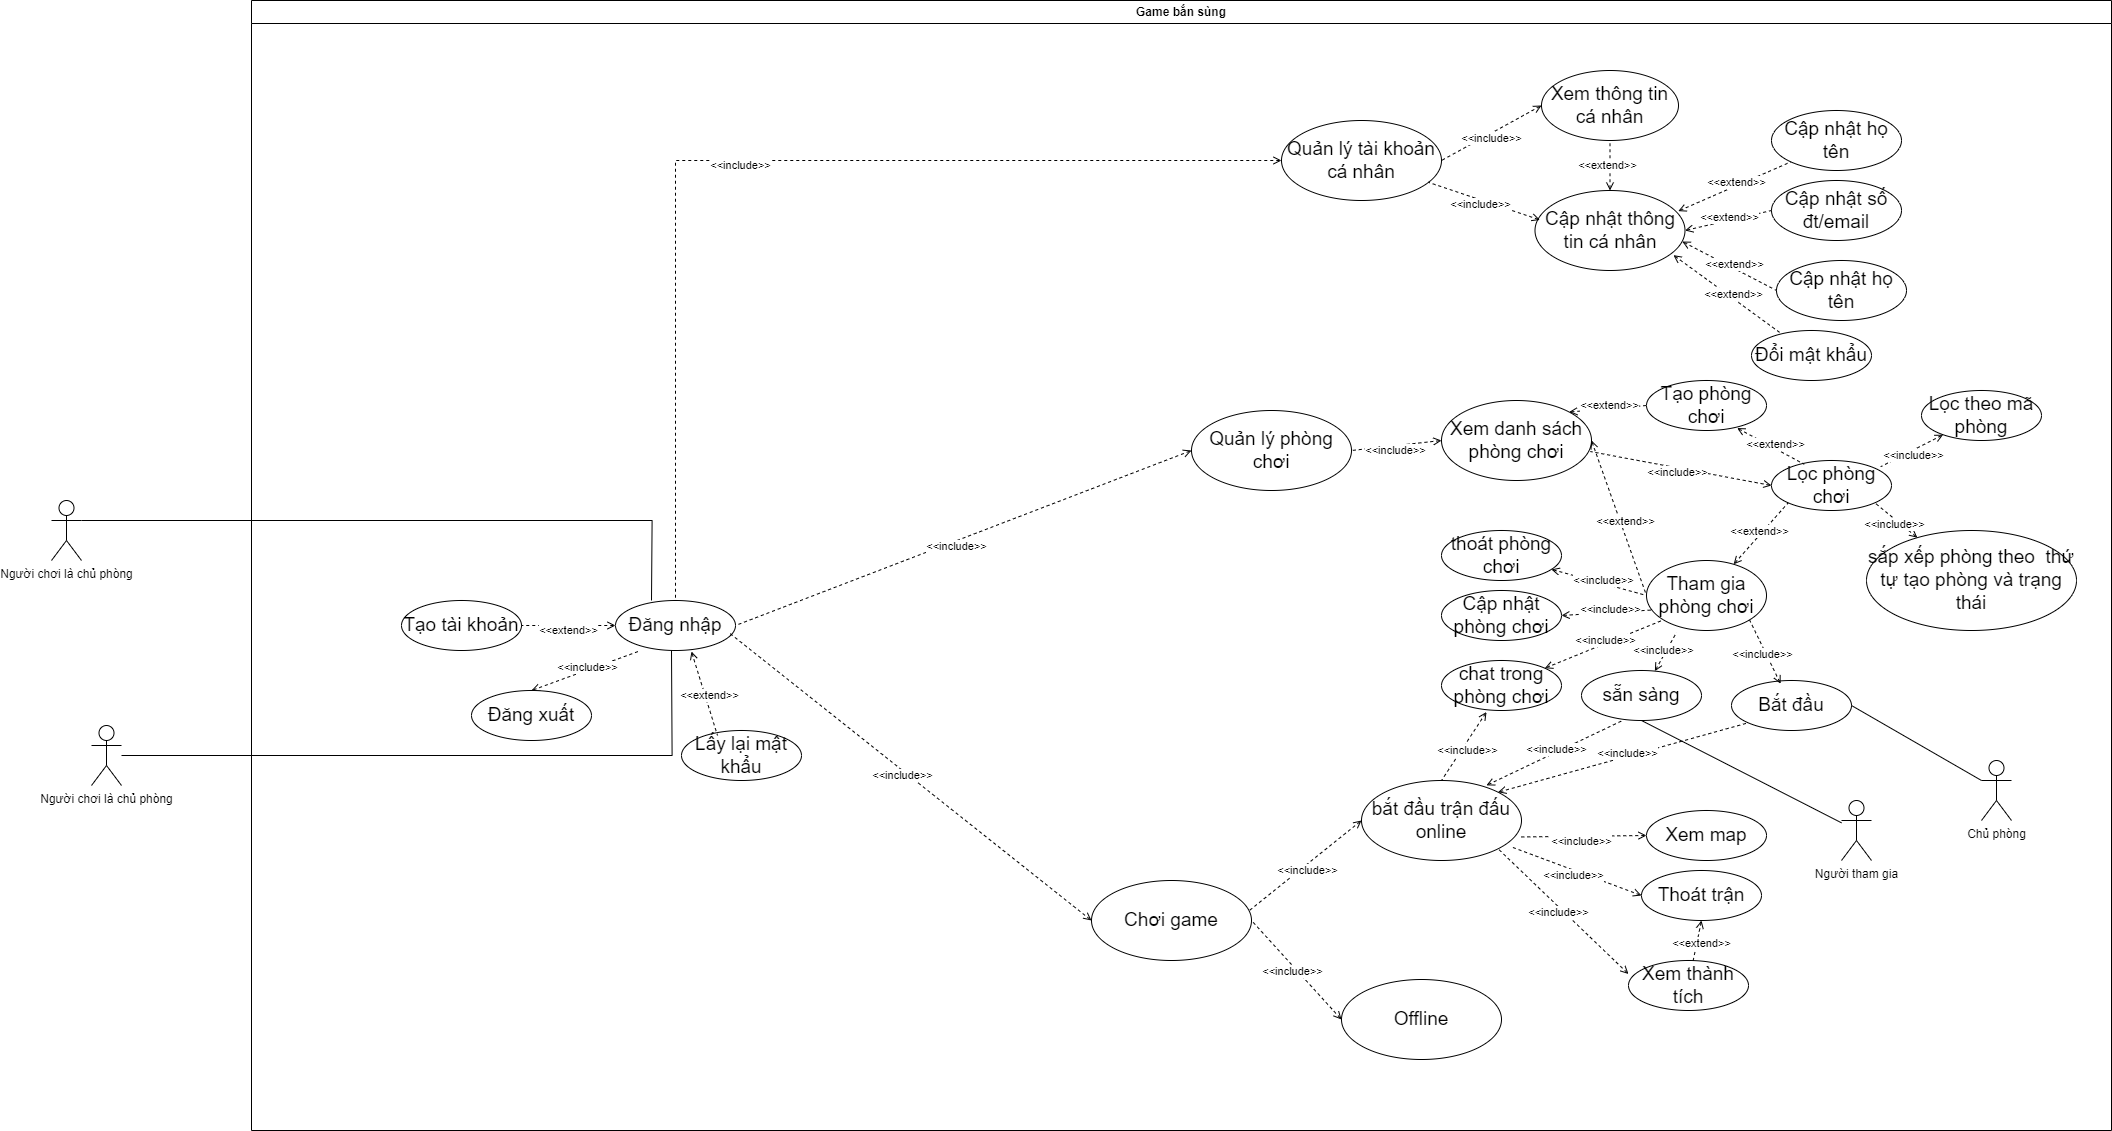 Game bắn súng
Xem thông tin
cá nhân
Cập nhật họ
tên
<<include>>
Quản lý tài khoản
cá nhân
<<include>>
<<extend>>
<<extend>>
Cập nhật số
đt/email
<<include>>
Cập nhật thông
tin cá nhân
<<extend>>
<<extend>>
Cập nhật họ
tên
<<extend>>
Đổi mật khẩu
Tạo phòng
chơi
<<extend>>
Lọc theo mã
phòng
Quản lý phòng
chơi
<<include>>
Xem danh sách
phòng chơi
<<extend>>
<<include>>
<<include>>
Lọc phòng
chơi
<<extend>>
<<extend>>
<<include>>
<<include>>
thoát phòng
chơi
sắp xếp phòng theo  thứ
tự tạo phòng và trạng
thái
Người chơi là chủ phòng
<<include>>
Tham gia
phòng chơi
Cập nhật
phòng chơi
<<include>>
Tạo tài khoản
<<extend>>
Đăng nhập
<<include>>
<<include>>
<<include>>
<<include>>
chat trong
phòng chơi
sẵn sàng
Bắt đầu
<<extend>>
Đăng xuất
Lấy lại mật
khẩu
<<include>>
<<include>>
<<include>>
<<include>>
Người chơi là chủ phòng
bắt đầu trận đấu
online
Xem map
<<include>>
Chủ phòng
<<include>>
<<include>>
Người tham gia
Thoát trận
<<include>>
Chơi game
<<extend>>
<<include>>
Xem thành
tích
Offline